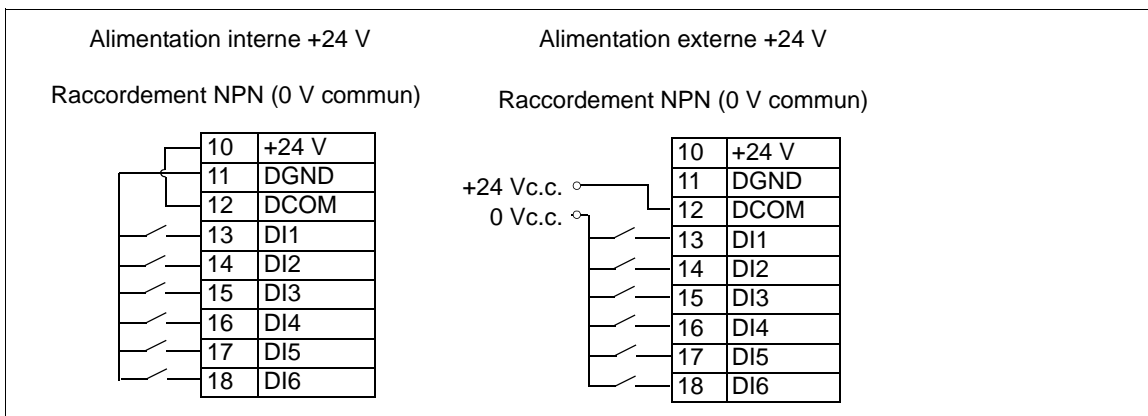 Alimentation interne +24 V
Raccordement NPN (0 V commun)
10 +24 V
11 DGND
12 DCOM
13 DI1
14 DI2
15 DI3
16 DI4
17 DI5
18 DI6
Alimentation externe +24 V
Raccordement NPN (0 V commun)
+24 Vc.c.
0 Vc.c.
10 +24 V
11 DGND
12 DCOM
13 DI1
14 DI2
15 DI3
16 DI4
17 DI5
18 DI6